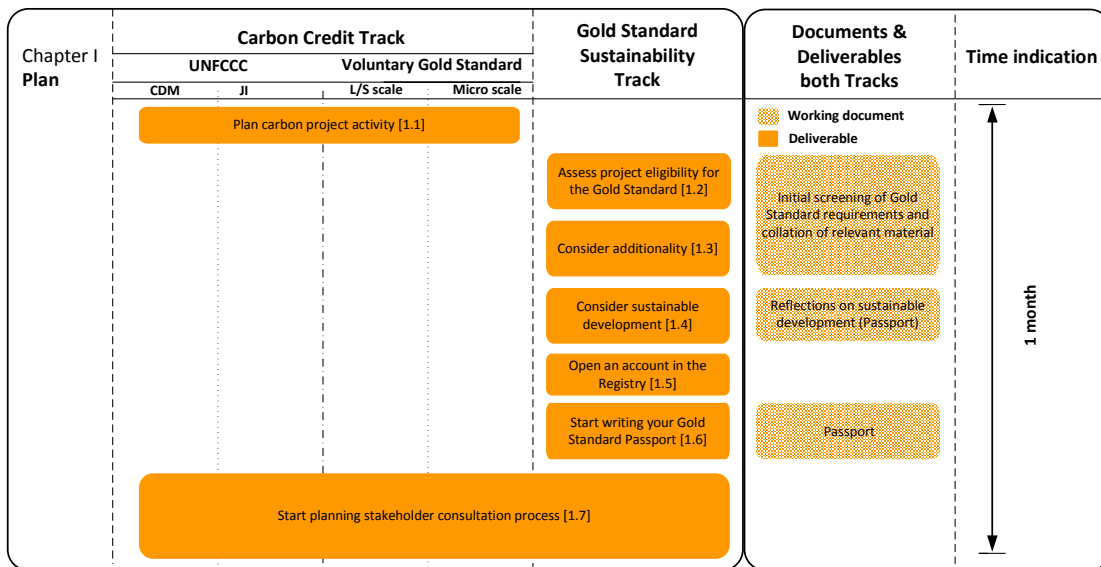 Chapter I
Plan
Carbon Credit Track
UNFCCC
Voluntary Gold Standard
CDM
JI
L/S scale
Micro scale
Gold Standard
Sustainability
Track
Documents &
Deliverables
both Tracks
Time indication
Plan carbon project activity [1.1]
Working document
Deliverable
Assess project eligibility for
the Gold Standard [1.2]
Initial screening of Gold
Standard requirements and
collation of relevant material
Consider additionality [1.3]
Consider sustainable
development [1.4]
Reflections on sustainable
development (Passport)
Open an account in the
Registry [1.5]
Start writing your Gold
Standard Passport [1.6]
Passport
Start planning stakeholder consultation process [1.7]
1 month